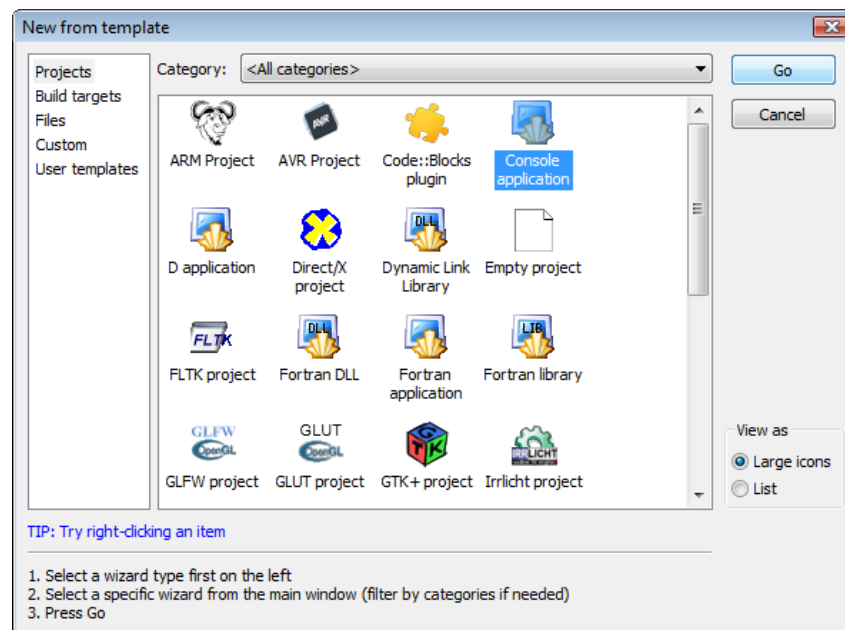 New from template
Projects
Build targets
Files
Custom
User templates
Category: <All categories>
Go
Cancel
AVR
ARM Project AVR Project Code::Blocks plugin Console application
DLL
D application Direct/X project Dynamic Link Library Empty project
FLTK DLL LIB
FLTK project Fortran DLL Fortran application Fortran library
GLFW OpenGL GLUT OpenGL GTK IRRLICHT
GLFW project GLUT project GTK+ project Irrlicht project
View as
Large icons
List
TIP: Try right-clicking an item
1. Select a wizard type first on the left
2. Select a specific wizard from the main window (filter by categories if needed)
3. Press Go